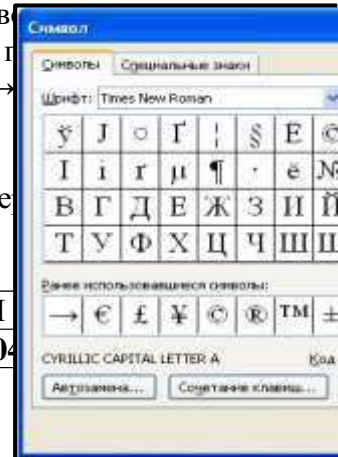 Символ
Символы Специальные знаки
Шрифт: Times New Roman
ў Ј ¤ Ґ ¦ § Ё ©
І і ґ µ ¶ · ё №
В Г Д Е Ж З И Й
Т У Ф Х Ц Ч Ш Щ
Ранее использовавшиеся символы:
→ € £ ¥ © ® ™ ±
CYRILLIC CAPITAL LETTER A Код
Автозамена... Сочетание клавиш...